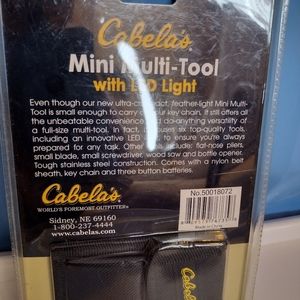 Cabela's
Mini Multi-Tool
with LED Light
Even though our new ultra-compact, feather-light Mini Multi-
Tool is small enough to carry on your key chain, it still offers all
the unbeatable convenience and do-anything versatility of
a full-size multi-tool. In fact, it houses six top-quality tools,
including an innovative LED light to ensure you're always
prepared for any task. Other tools include: flat-nose pliers,
small blade, small screwdriver, wood saw and bottle opener.
Tough stainless steel construction. Comes with a nylon belt
sheath, key chain and three button batteries.
Cabela's
WORLD'S FOREMOST OUTFITTER
Sidney, NE 69160
1-800-237-4444
www.cabelas.com
No.50018072
Made in China
Cabela's